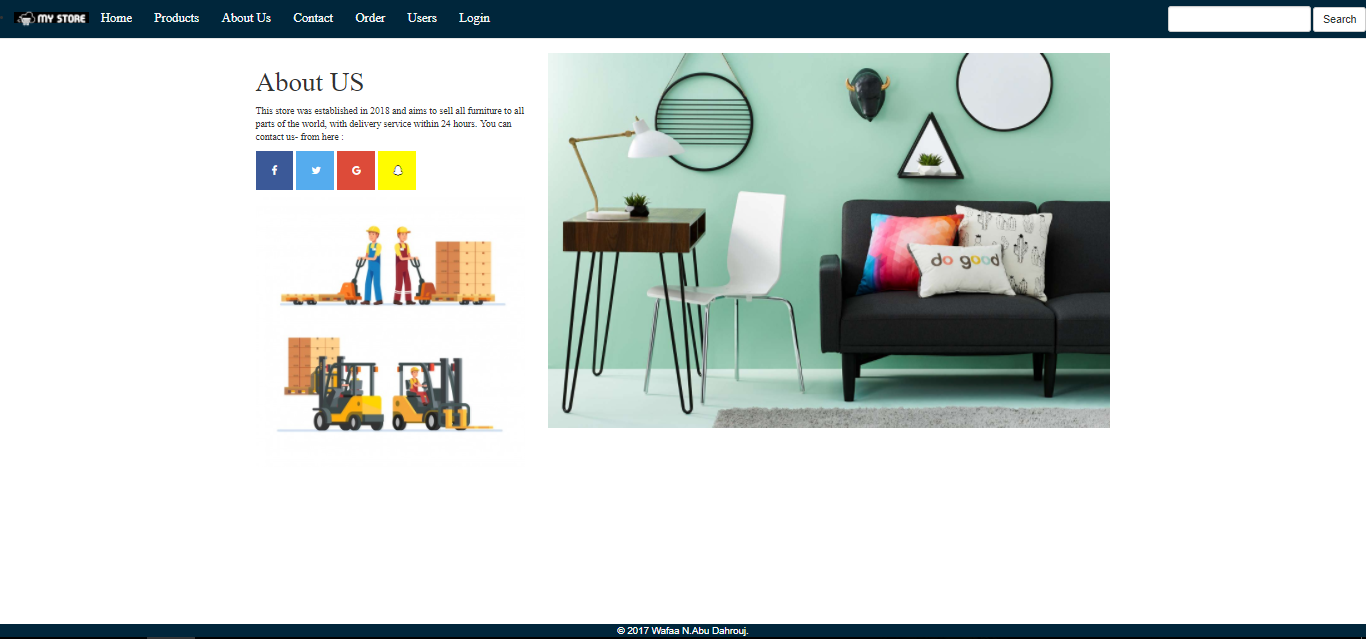 MY STORE
Home
Products
About Us
Contact
Order
Users
Login
Search
About US
This store was established in 2018 and aims to sell all furniture to all
parts of the world, with delivery service within 24 hours. You can
contact us- from here :
do good
© 2017 Wafaa N.Abu Dahrouj.